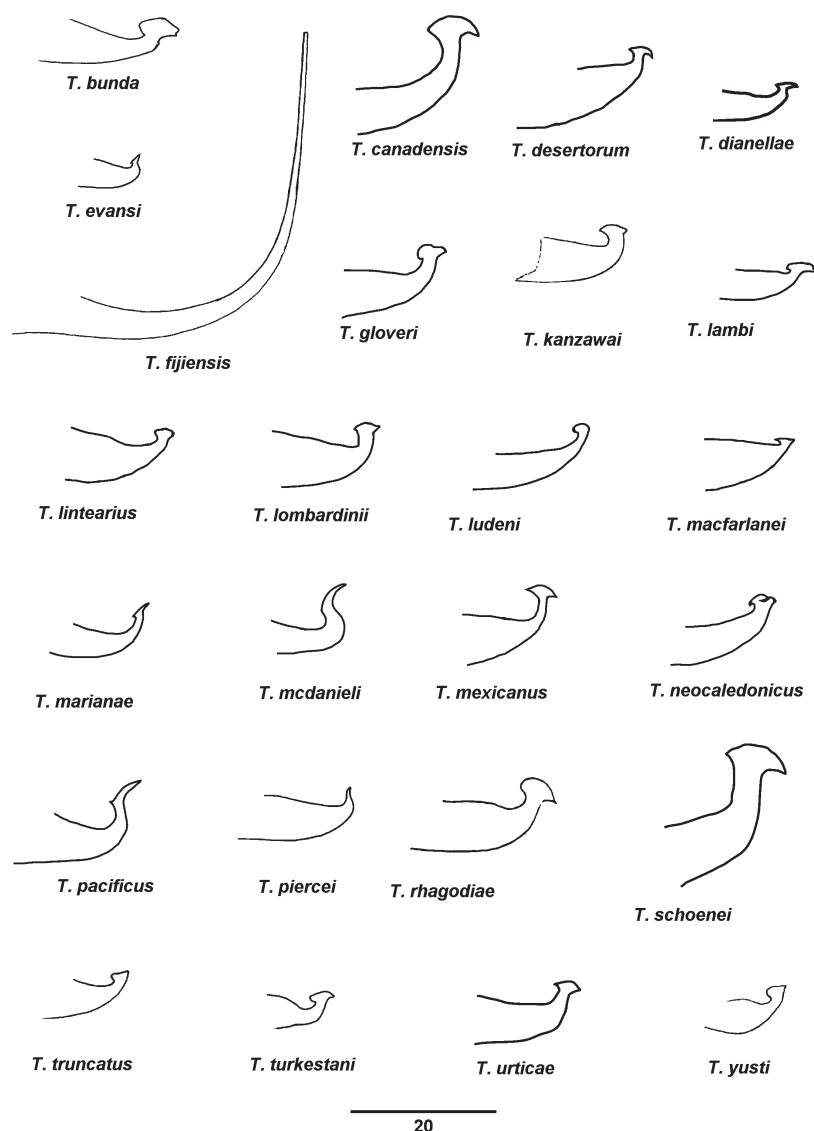 T. bunda
T. canadensis
T. desertorum
T. dianellae
T. evansi
T. fijiensis
T. gloveri
T. kanzawai
T. lambi
T. lintearius
T. lombardinii
T. ludeni
T. macfarlanei
T. marianae
T. mcdanieli
T. mexicanus
T. neocaledonicus
T. pacificus
T. piercei
T. rhagodiae
T. schoenei
T. truncatus
T. turkestani
T. urticae
T. yusti
20